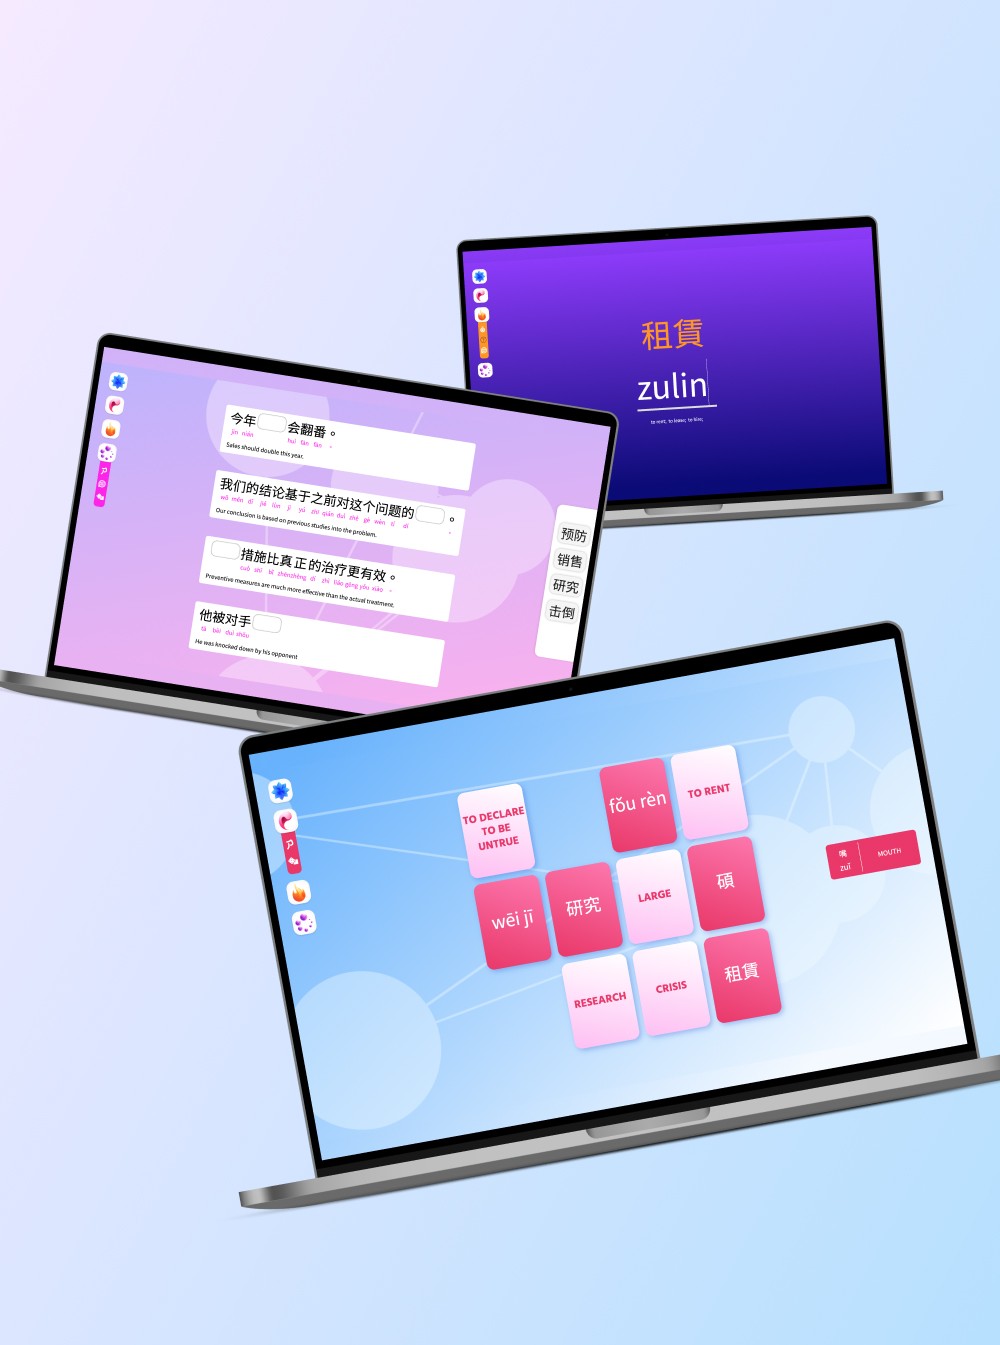 租賃
zulin
to rent; to lease; to hire;
今年 会翻番。
jīn nián huì fān fān
Sales should double this year.
我们的结论基于之前对这个问题的 。
wǒ men dī jié lùn jī yú zhī qián duì zhè gè wèn tí dī
Our conclusion is based on previous studies into the problem.
措施比真正的治疗更有效。
cuò shī bǐ zhēnzhèng dī zhì liáo gèng yǒu xiào
Preventive measures are much more effective than the actual treatment.
他被对手
tā bèi duì shǒu
He was knocked down by his opponent
预防
销售
研究
击倒
TO DECLARE
TO BE
UNTRUE
fǒu rèn
TO RENT
wēi jī
研究
LARGE
碩
RESEARCH
CRISIS
租賃
嘴
zuǐ
MOUTH